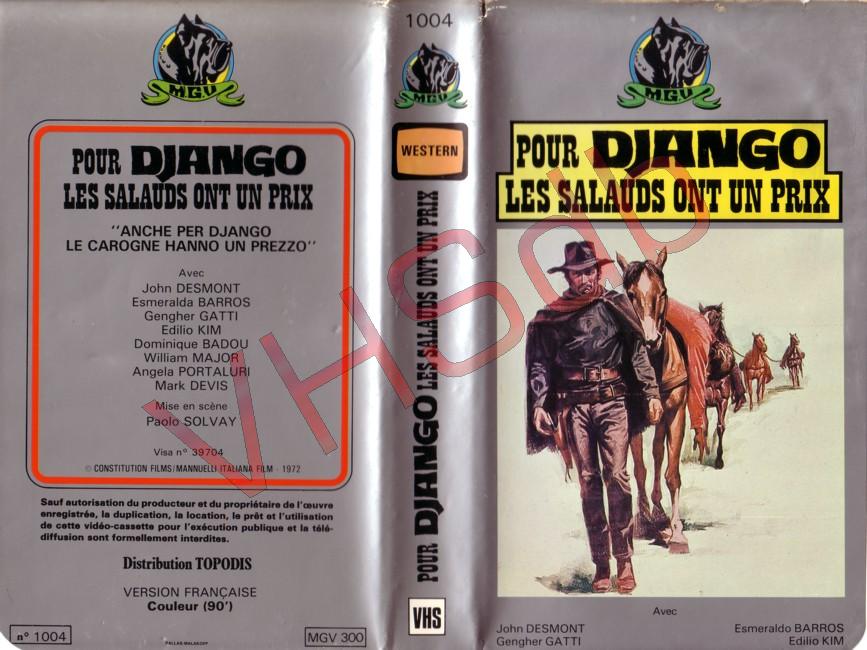 M.G.V
POUR DJANGO
LES SALAUDS ONT UN PRIX
"ANCHE PER DJANGO
LE CAROGNE HANNO UN PREZZO"
Avec
John DESMONT
Esmeralda BARROS
Gengher GATTI
Edilio KIM
Dominique BADOU
William MAJOR
Angela PORTALURI
Mark DEVIS
Mise en scène
Paolo SOLVAY
Visa n° 39704
© CONSTITUTION FILMS/MANNUELLI ITALIANA FILM - 1972
Sauf autorisation du producteur et du propriétaire de l'œuvre
enregistrée, la duplication, la location, le prêt et l'utilisation
de cette vidéo-cassette pour l'exécution publique et la télé-
diffusion sont formellement interdites.
Distribution TOPODIS
VERSION FRANÇAISE
Couleur (90')
n° 1004
PALLAS-MALAKOFF
MGV 300
1004
M.G.V
WESTERN
POUR DJANGO LES SALAUDS ONT UN PRIX
VHS
M.G.V
POUR DJANGO
LES SALAUDS ONT UN PRIX
Avec
John DESMONT
Gengher GATTI
Esmeraldo BARROS
Edilio KIM
VHSdb